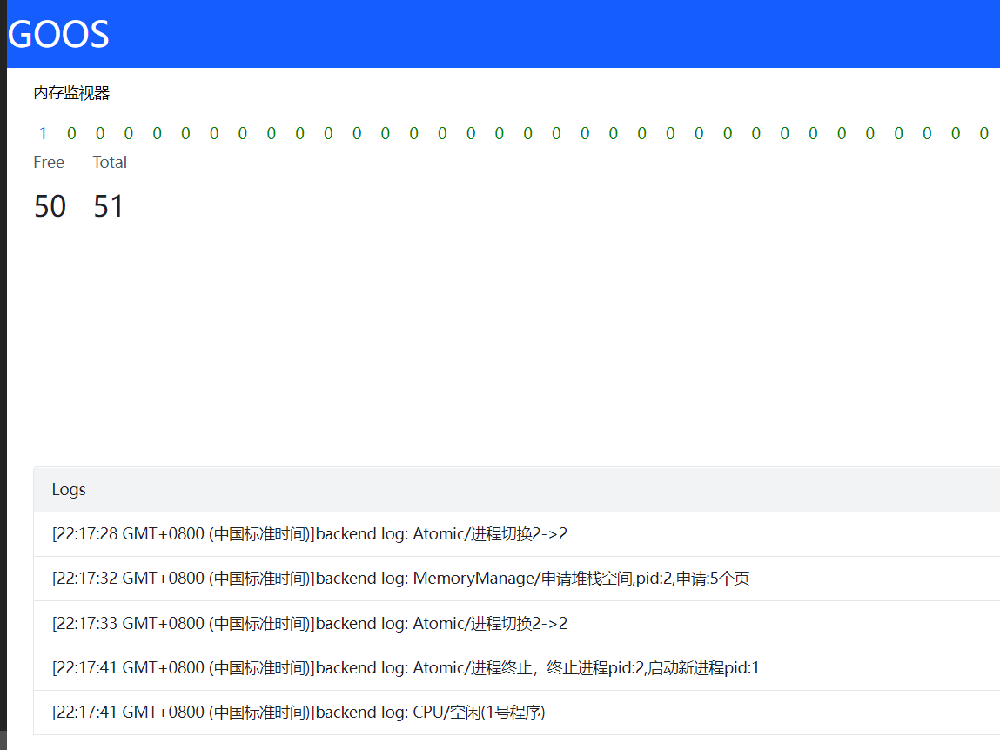 GOOS
内存监视器
1 0 0 0 0 0 0 0 0 0 0 0 0 0 0 0 0 0 0 0 0 0 0 0 0 0 0 0 0 0 0 0 0 0
Free Total
50 51
Logs
[22:17:28 GMT+0800 (中国标准时间)]backend log: Atomic/进程切换2->2
[22:17:32 GMT+0800 (中国标准时间)]backend log: MemoryManage/申请堆栈空间,pid:2,申请:5个页
[22:17:33 GMT+0800 (中国标准时间)]backend log: Atomic/进程切换2->2
[22:17:41 GMT+0800 (中国标准时间)]backend log: Atomic/进程终止，终止进程pid:2,启动新进程pid:1
[22:17:41 GMT+0800 (中国标准时间)]backend log: CPU/空闲(1号程序)